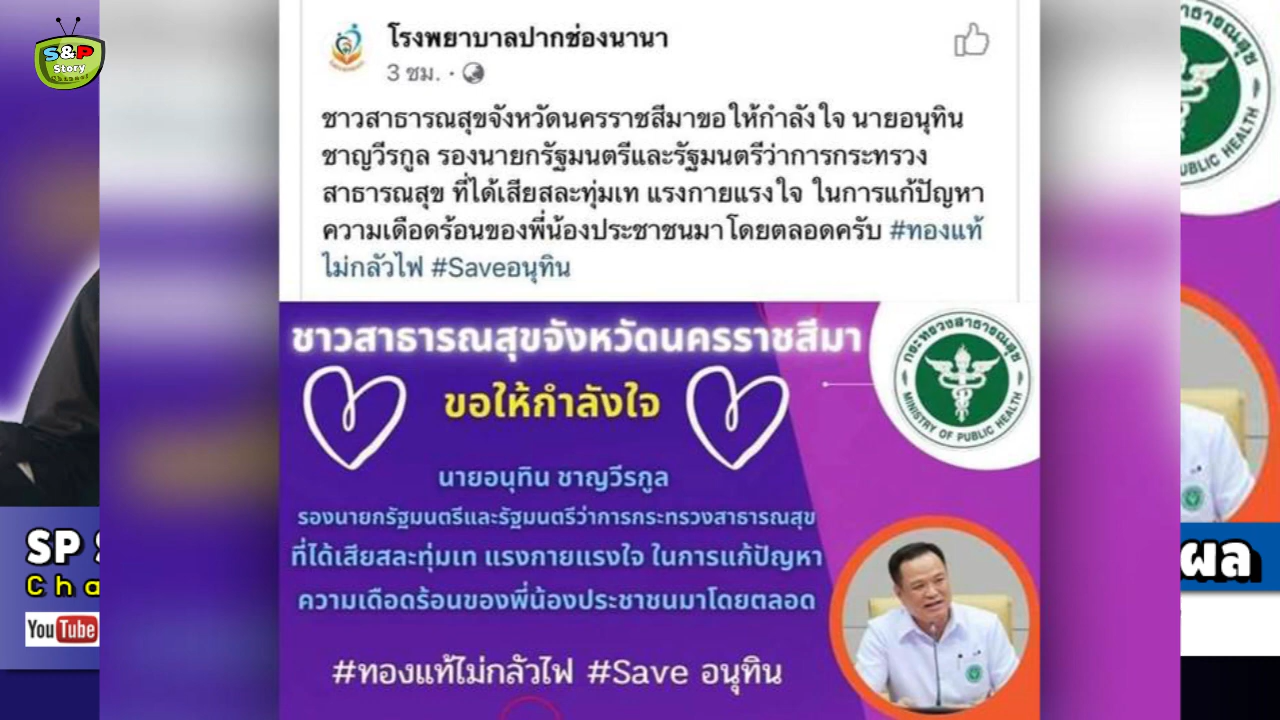 S&P
Story
Channel
โรงพยาบาลปากช่องนานา
3 ชม. ·
ชาวสาธารณสุขจังหวัดนครราชสีมาขอให้กำลังใจ นายอนุทิน
ชาญวีรกูล รองนายกรัฐมนตรีและรัฐมนตรีว่าการกระทรวง
สาธารณสุข ที่ได้เสียสละทุ่มเท แรงกายแรงใจ ในการแก้ปัญหา
ความเดือดร้อนของพี่น้องประชาชนมาโดยตลอดครับ #ทองแท้
ไม่กลัวไฟ #Saveอนุทิน
ชาวสาธารณสุขจังหวัดนครราชสีมา
ขอให้กำลังใจ
นายอนุทิน ชาญวีรกูล
รองนายกรัฐมนตรีและรัฐมนตรีว่าการกระทรวงสาธารณสุข
ที่ได้เสียสละทุ่มเท แรงกายแรงใจ ในการแก้ปัญหา
ความเดือดร้อนของพี่น้องประชาชนมาโดยตลอด
#ทองแท้ไม่กลัวไฟ #Save อนุทิน
กระทรวงสาธารณสุข
MINISTRY OF PUBLIC HEALTH
SP
Cha
YouTube
ผล